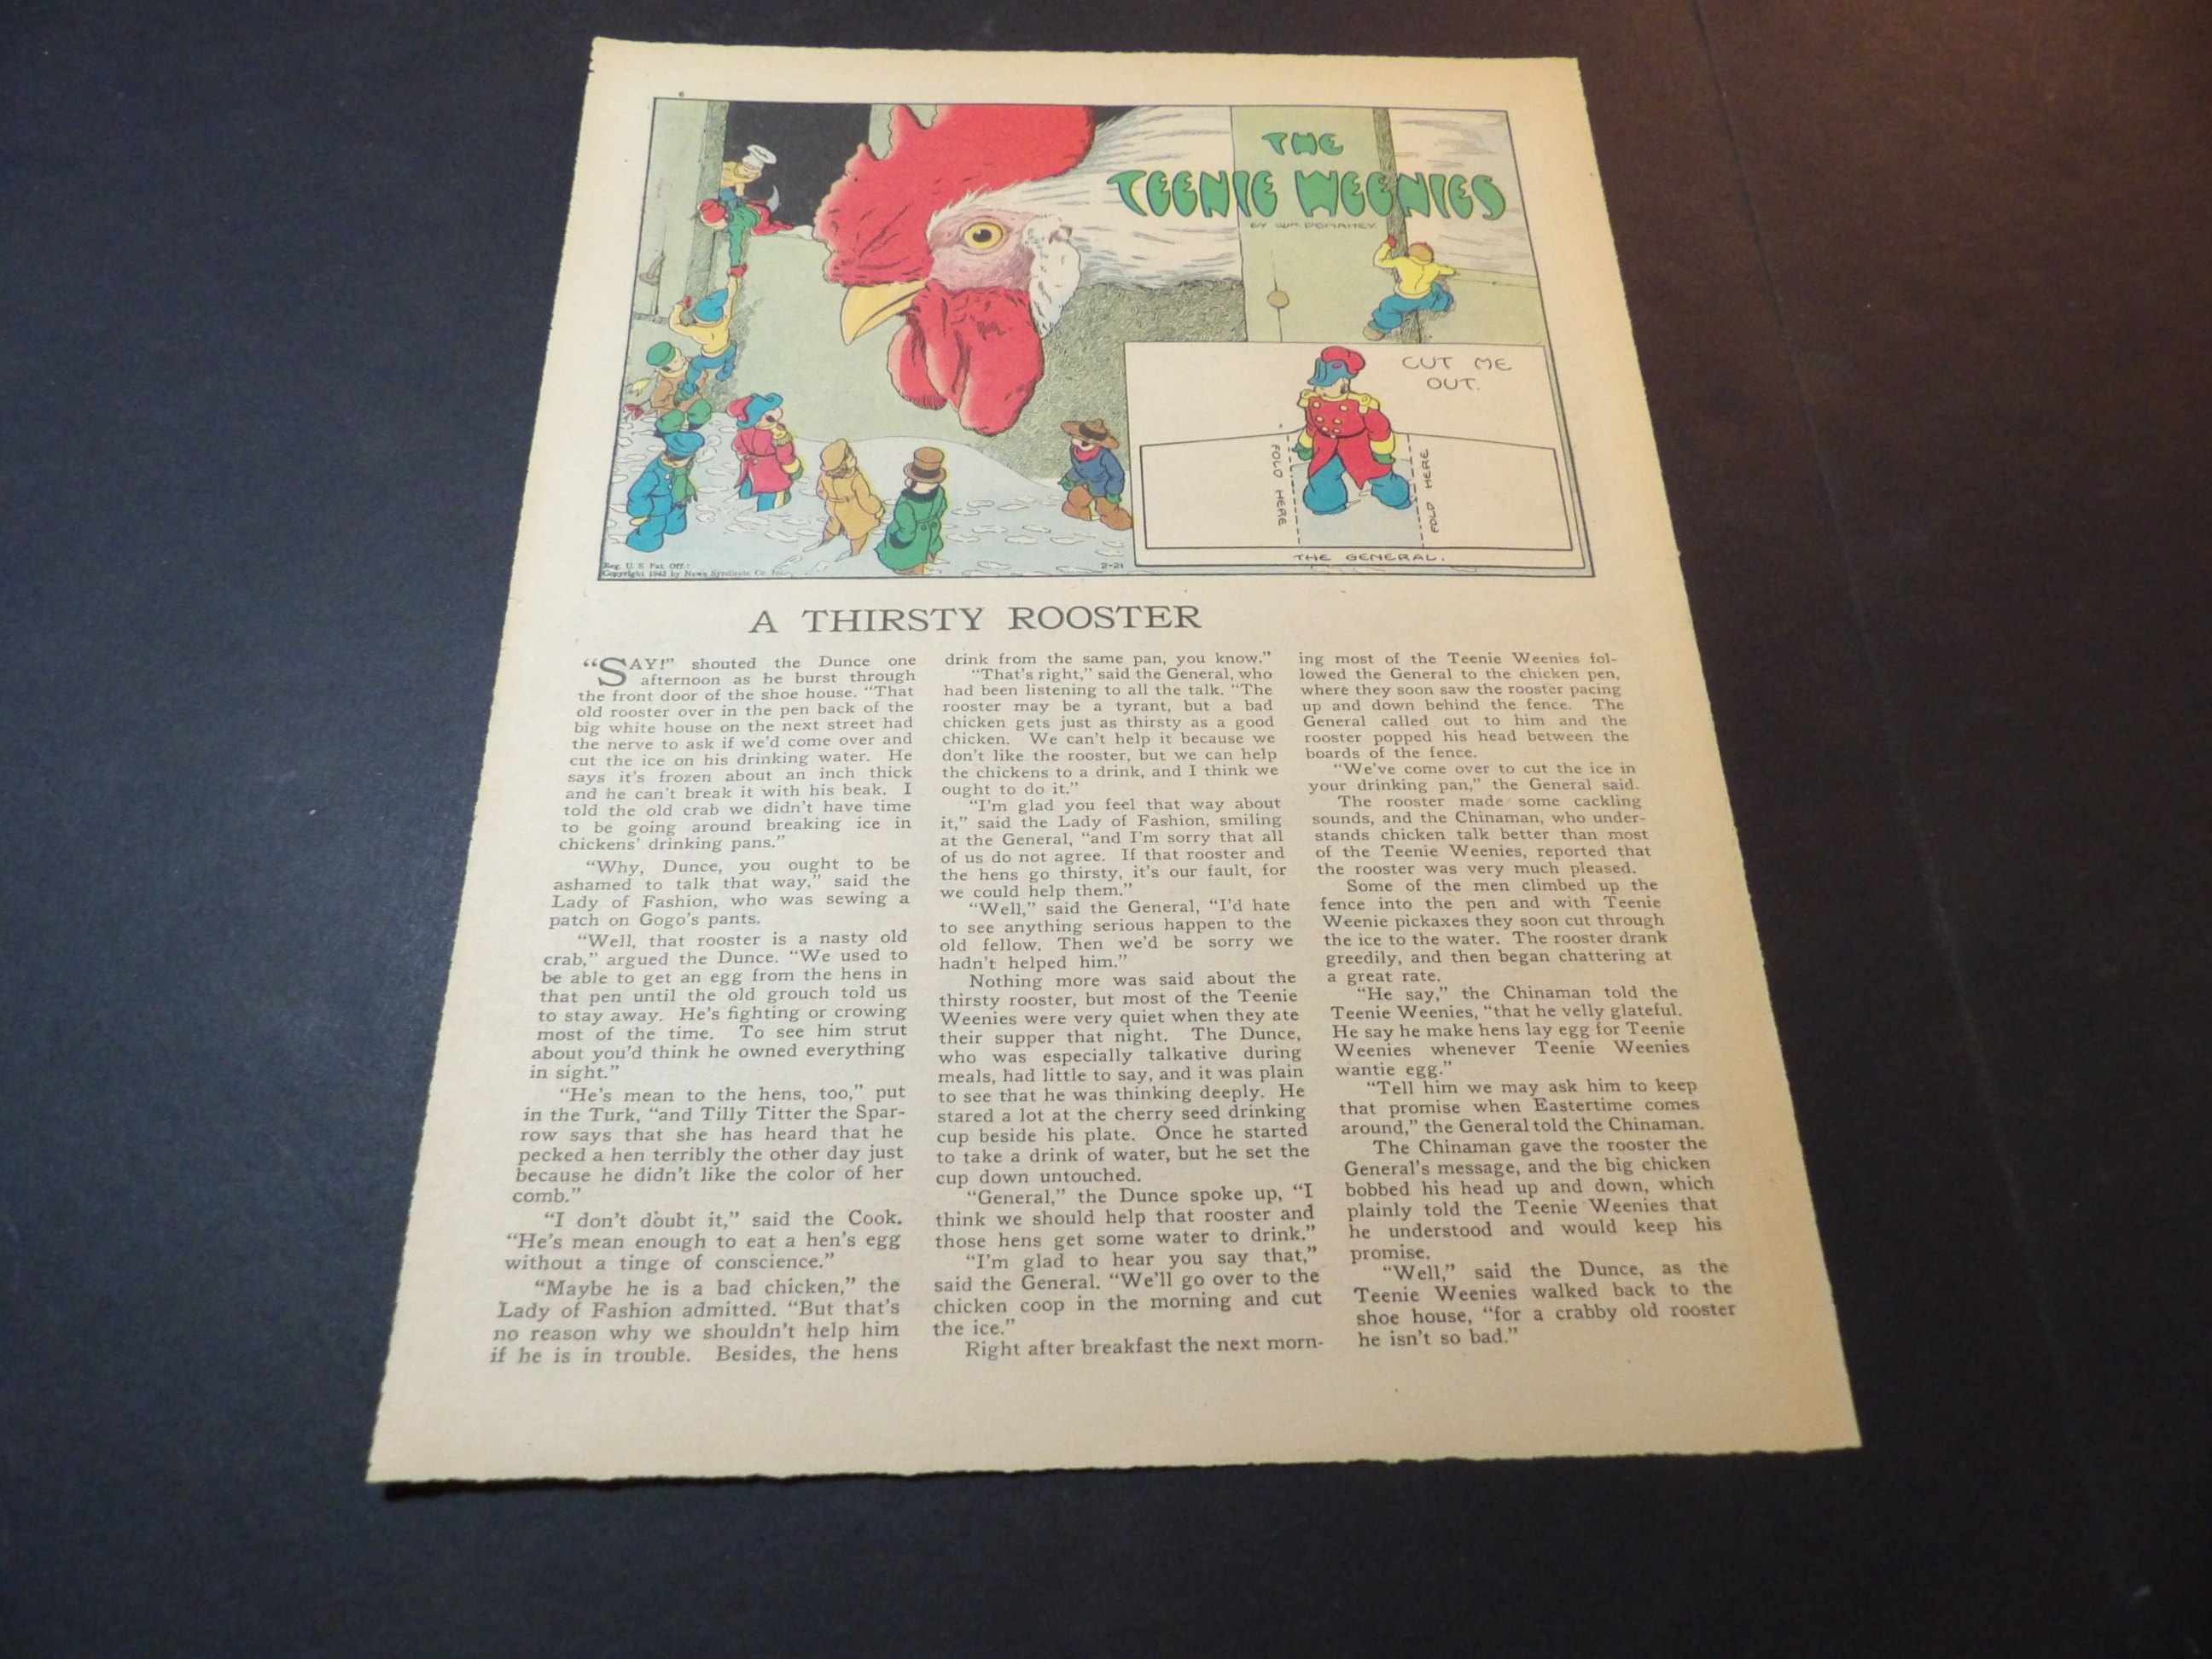 6
THE
TEENIE WEENIES
BY WM. DONAHEY
CUT ME
OUT.
FOLD HERE
FOLD HERE
THE GENERAL.
Reg. U. S. Pat. Off.:
Copyright 1943 by News Syndicate Co. Inc.
2-21
A THIRSTY ROOSTER
"SAY!" shouted the Dunce one
afternoon as he burst through
the front door of the shoe house. "That
old rooster over in the pen back of the
big white house on the next street had
the nerve to ask if we'd come over and
cut the ice on his drinking water. He
says it's frozen about an inch thick
and he can't break it with his beak. I
told the old crab we didn't have time
to be going around breaking ice in
chickens' drinking pans."
"Why, Dunce, you ought to be
ashamed to talk that way," said the
Lady of Fashion, who was sewing a
patch on Gogo's pants.
"Well, that rooster is a nasty old
crab," argued the Dunce. "We used to
be able to get an egg from the hens in
that pen until the old grouch told us
to stay away. He's fighting or crowing
most of the time. To see him strut
about you'd think he owned everything
in sight."
"He's mean to the hens, too," put
in the Turk, "and Tilly Titter the Spar-
row says that she has heard that he
pecked a hen terribly the other day just
because he didn't like the color of her
comb."
"I don't doubt it," said the Cook.
"He's mean enough to eat a hen's egg
without a tinge of conscience."
"Maybe he is a bad chicken," the
Lady of Fashion admitted. "But that's
no reason why we shouldn't help him
if he is in trouble. Besides, the hens
drink from the same pan, you know."
"That's right," said the General, who
had been listening to all the talk. "The
rooster may be a tyrant, but a bad
chicken gets just as thirsty as a good
chicken. We can't help it because we
don't like the rooster, but we can help
the chickens to a drink, and I think we
ought to do it."
"I'm glad you feel that way about
it," said the Lady of Fashion, smiling
at the General, "and I'm sorry that all
of us do not agree. If that rooster and
the hens go thirsty, it's our fault, for
we could help them."
"Well," said the General, "I'd hate
to see anything serious happen to the
old fellow. Then we'd be sorry we
hadn't helped him."
Nothing more was said about the
thirsty rooster, but most of the Teenie
Weenies were very quiet when they ate
their supper that night. The Dunce,
who was especially talkative during
meals, had little to say, and it was plain
to see that he was thinking deeply. He
stared a lot at the cherry seed drinking
cup beside his plate. Once he started
to take a drink of water, but he set the
cup down untouched.
"General," the Dunce spoke up, "I
think we should help that rooster and
those hens get some water to drink."
"I'm glad to hear you say that,"
said the General. "We'll go over to the
chicken coop in the morning and cut
the ice."
Right after breakfast the next morn-
ing most of the Teenie Weenies fol-
lowed the General to the chicken pen,
where they soon saw the rooster pacing
up and down behind the fence. The
General called out to him and the
rooster popped his head between the
boards of the fence.
"We've come over to cut the ice in
your drinking pan," the General said.
The rooster made some cackling
sounds, and the Chinaman, who under-
stands chicken talk better than most
of the Teenie Weenies, reported that
the rooster was very much pleased.
Some of the men climbed up the
fence into the pen and with Teenie
Weenie pickaxes they soon cut through
the ice to the water. The rooster drank
greedily, and then began chattering at
a great rate.
"He say," the Chinaman told the
Teenie Weenies, "that he velly glateful.
He say he make hens lay egg for Teenie
Weenies whenever Teenie Weenies
wantie egg."
"Tell him we may ask him to keep
that promise when Eastertime comes
around," the General told the Chinaman.
The Chinaman gave the rooster the
General's message, and the big chicken
bobbed his head up and down, which
plainly told the Teenie Weenies that
he understood and would keep his
promise.
"Well," said the Dunce, as the
Teenie Weenies walked back to the
shoe house, "for a crabby old rooster
he isn't so bad."